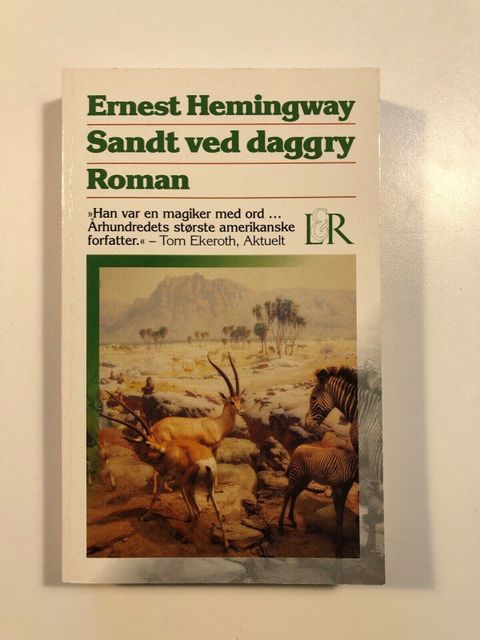 Ernest Hemingway
Sandt ved daggry
Roman
»Han var en magiker med ord ...
Århundredets største amerikanske
forfatter.« – Tom Ekeroth, Aktuelt
L&R